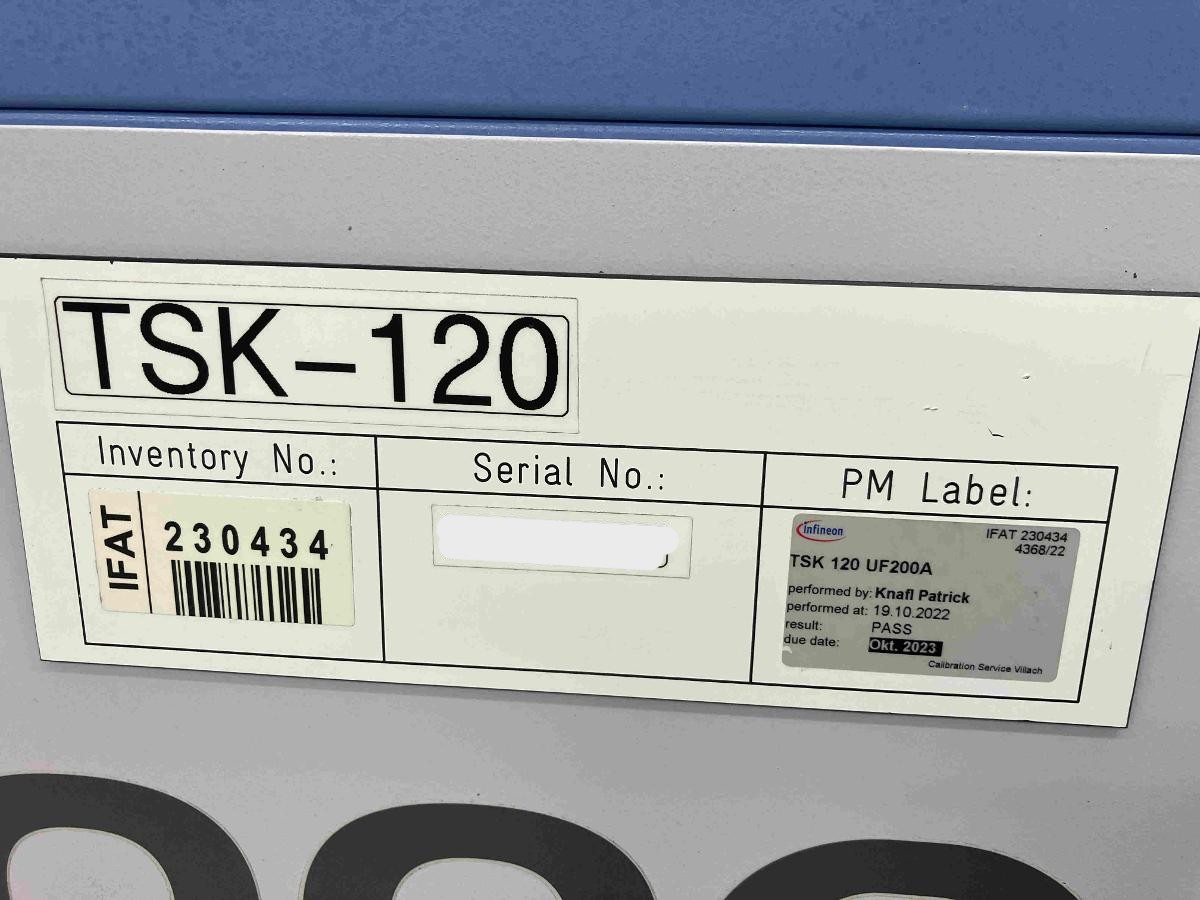 TSK-120
Inventory No.:
Serial No.:
PM Label:
IFAT
230434
infineon
IFAT 230434
4368/22
TSK 120 UF200A
performed by: Knafl Patrick
performed at: 19.10.2022
result: PASS
due date: Okt. 2023
Calibration Service Villach